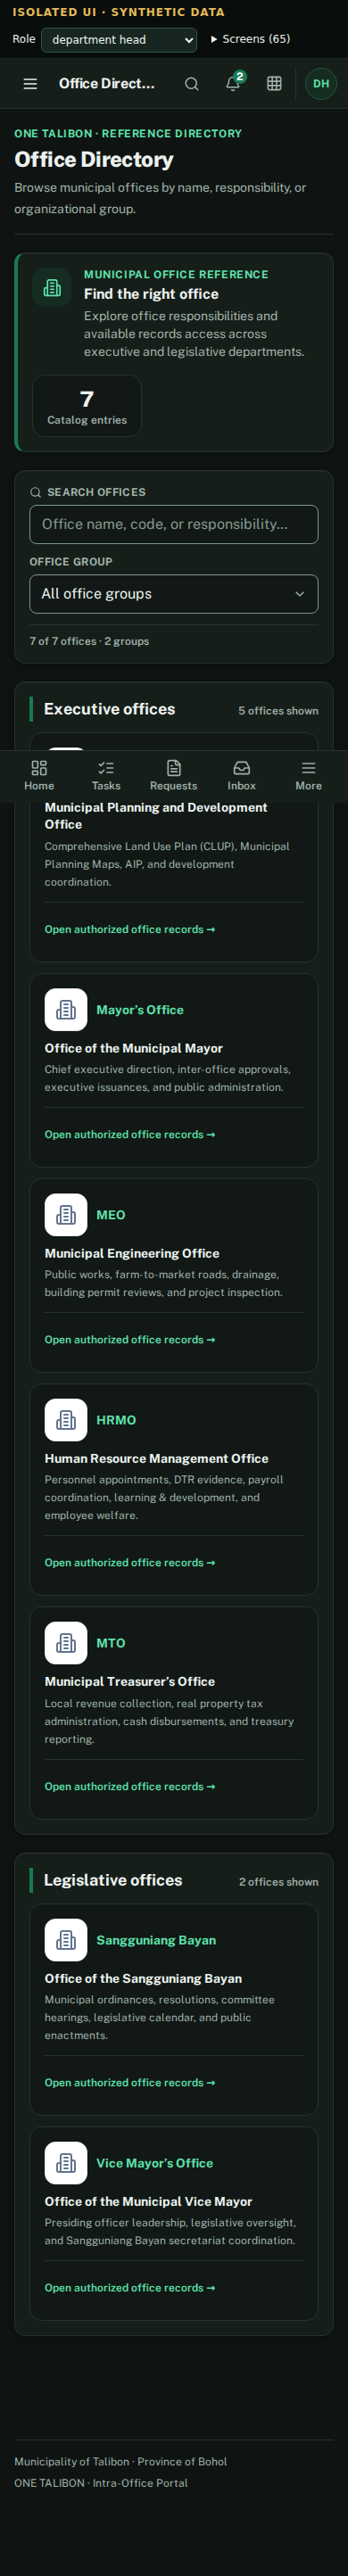 ISOLATED UI · SYNTHETIC DATA
Role department head ▶ Screens (65)
Office Direct... 2 DH
ONE TALIBON · REFERENCE DIRECTORY
Office Directory
Browse municipal offices by name, responsibility, or
organizational group.
MUNICIPAL OFFICE REFERENCE
Find the right office
Explore office responsibilities and
available records access across
executive and legislative departments.
7
Catalog entries
SEARCH OFFICES
Office name, code, or responsibility...
OFFICE GROUP
All office groups
7 of 7 offices · 2 groups
Executive offices 5 offices shown
Home Tasks Requests Inbox More
Municipal Planning and Development
Office
Comprehensive Land Use Plan (CLUP), Municipal
Planning Maps, AIP, and development
coordination.
Open authorized office records →
Mayor's Office
Office of the Municipal Mayor
Chief executive direction, inter-office approvals,
executive issuances, and public administration.
Open authorized office records →
MEO
Municipal Engineering Office
Public works, farm-to-market roads, drainage,
building permit reviews, and project inspection.
Open authorized office records →
HRMO
Human Resource Management Office
Personnel appointments, DTR evidence, payroll
coordination, learning & development, and
employee welfare.
Open authorized office records →
MTO
Municipal Treasurer's Office
Local revenue collection, real property tax
administration, cash disbursements, and treasury
reporting.
Open authorized office records →
Legislative offices 2 offices shown
Sangguniang Bayan
Office of the Sangguniang Bayan
Municipal ordinances, resolutions, committee
hearings, legislative calendar, and public
enactments.
Open authorized office records →
Vice Mayor's Office
Office of the Municipal Vice Mayor
Presiding officer leadership, legislative oversight,
and Sangguniang Bayan secretariat coordination.
Open authorized office records →
Municipality of Talibon · Province of Bohol
ONE TALIBON · Intra-Office Portal